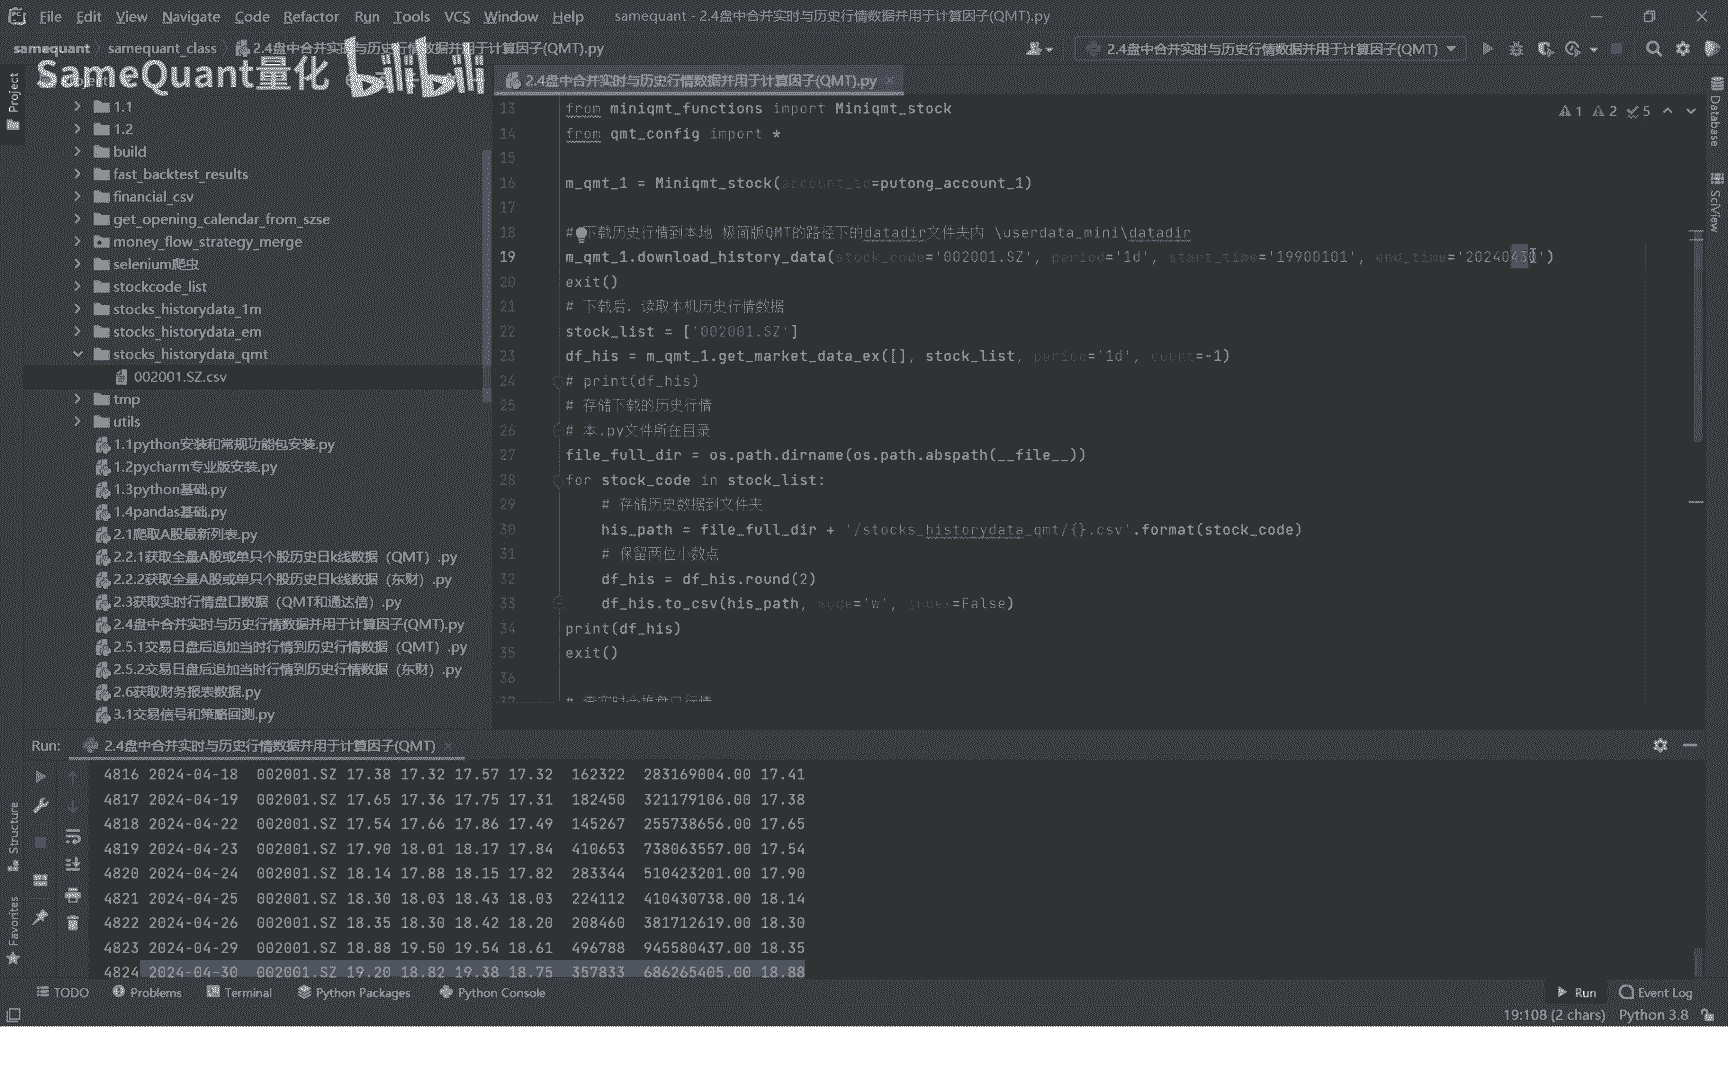 File Edit View Navigate Code Refactor Run Tools VCS Window Help samequant - 2.4盘中合并实时与历史行情数据并用于计算因子(QMT).py
samequant samequant_class 2.4盘中合并实时与历史行情数据并用于计算因子(QMT).py 2.4盘中合并实时与历史行情数据并用于计算因子(QMT)
SameQuant量化 bilibili
2.4盘中合并实时与历史行情数据并用于计算因子(QMT).py
Project
Database
SciView
Structure
Favorites
1.1
1.2
build
fast_backtest_results
financial_csv
get_opening_calendar_from_szse
money_flow_strategy_merge
selenium爬虫
stockcode_list
stocks_historydata_1m
stocks_historydata_em
stocks_historydata_qmt
002001.SZ.csv
tmp
utils
1.1python安装和常规功能包安装.py
1.2pycharm专业版安装.py
1.3python基础.py
1.4pandas基础.py
2.1爬取A股最新列表.py
2.2.1获取全量A股或单只个股历史日k线数据（QMT）.py
2.2.2获取全量A股或单只个股历史日k线数据（东财）.py
2.3获取实时行情盘口数据（QMT和通达信）.py
2.4盘中合并实时与历史行情数据并用于计算因子(QMT).py
2.5.1交易日盘后追加当时行情到历史行情数据（QMT）.py
2.5.2交易日盘后追加当时行情到历史行情数据（东财）.py
2.6获取财务报表数据.py
3.1交易信号和策略回测.py
1 2 5
13 from miniqmt_functions import Miniqmt_stock
14 from qmt_config import *
15
16 m_qmt_1 = Miniqmt_stock(account_id=putong_account_1)
17
18 # 下载历史行情到本地 极简版QMT的路径下的datadir文件夹内 \userdata_mini\datadir
19 m_qmt_1.download_history_data(stock_code='002001.SZ', period='1d', start_time='19900101', end_time='20240430')
20 exit()
21 # 下载后，读取本机历史行情数据
22 stock_list = ['002001.SZ']
23 df_his = m_qmt_1.get_market_data_ex([], stock_list, period='1d', count=-1)
24 # print(df_his)
25 # 存储下载的历史行情
26 # 本.py文件所在目录
27 file_full_dir = os.path.dirname(os.path.abspath(__file__))
28 for stock_code in stock_list:
29 # 存储历史数据到文件夹
30 his_path = file_full_dir + '/stocks_historydata_qmt/{}.csv'.format(stock_code)
31 # 保留两位小数点
32 df_his = df_his.round(2)
33 df_his.to_csv(his_path, mode='w', index=False)
34 print(df_his)
35 exit()
36
37 # 查实时全推盘口行情
Run: 2.4盘中合并实时与历史行情数据并用于计算因子(QMT)
4816 2024-04-18 002001.SZ 17.38 17.32 17.57 17.32 162322 283169004.00 17.41
4817 2024-04-19 002001.SZ 17.65 17.36 17.75 17.31 182450 321179106.00 17.38
4818 2024-04-22 002001.SZ 17.54 17.66 17.86 17.49 145267 255738656.00 17.65
4819 2024-04-23 002001.SZ 17.90 18.01 18.17 17.84 410653 738063557.00 17.54
4820 2024-04-24 002001.SZ 18.14 17.88 18.15 17.82 283344 510423201.00 17.90
4821 2024-04-25 002001.SZ 18.30 18.03 18.43 18.03 224112 410430738.00 18.14
4822 2024-04-26 002001.SZ 18.35 18.30 18.42 18.20 208460 381712619.00 18.30
4823 2024-04-29 002001.SZ 18.88 19.50 19.54 18.61 496788 945580437.00 18.35
4824 2024-04-30 002001.SZ 19.20 18.82 19.38 18.75 357833 686265405.00 18.88
TODO Problems Terminal Python Packages Python Console Run Event Log
19:108 (2 chars) Python 3.8